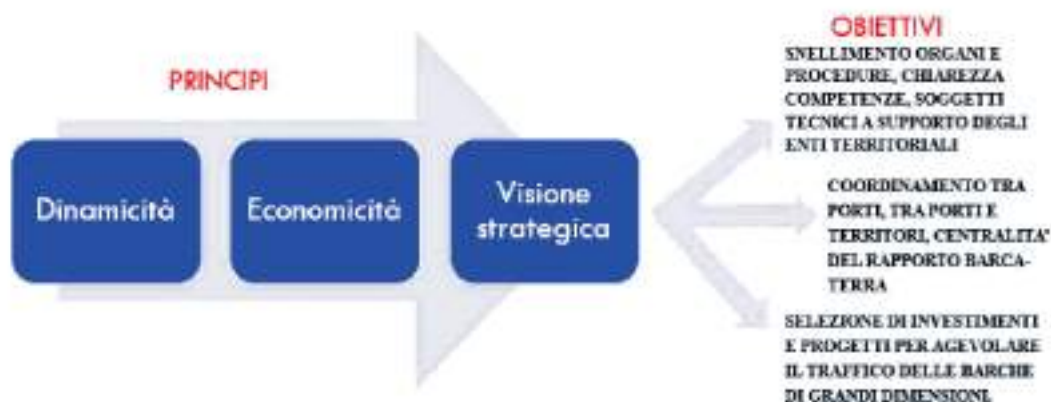 PRINCIPI
Dinamicità
Economicità
Visione
strategica
OBIETTIVI
SNELLIMENTO ORGANI E
PROCEDURE, CHIAREZZA
COMPETENZE, SOGGETTI
TECNICI A SUPPORTO DEGLI
ENTI TERRITORIALI
COORDINAMENTO TRA
PORTI, TRA PORTI E
TERRITORI, CENTRALITA'
DEL RAPPORTO BARCA-
TERRA
SELEZIONE DI INVESTIMENTI
E PROGETTI PER AGEVOLARE
IL TRAFFICO DELLE BARCHE
DI GRANDI DIMENSIONI.